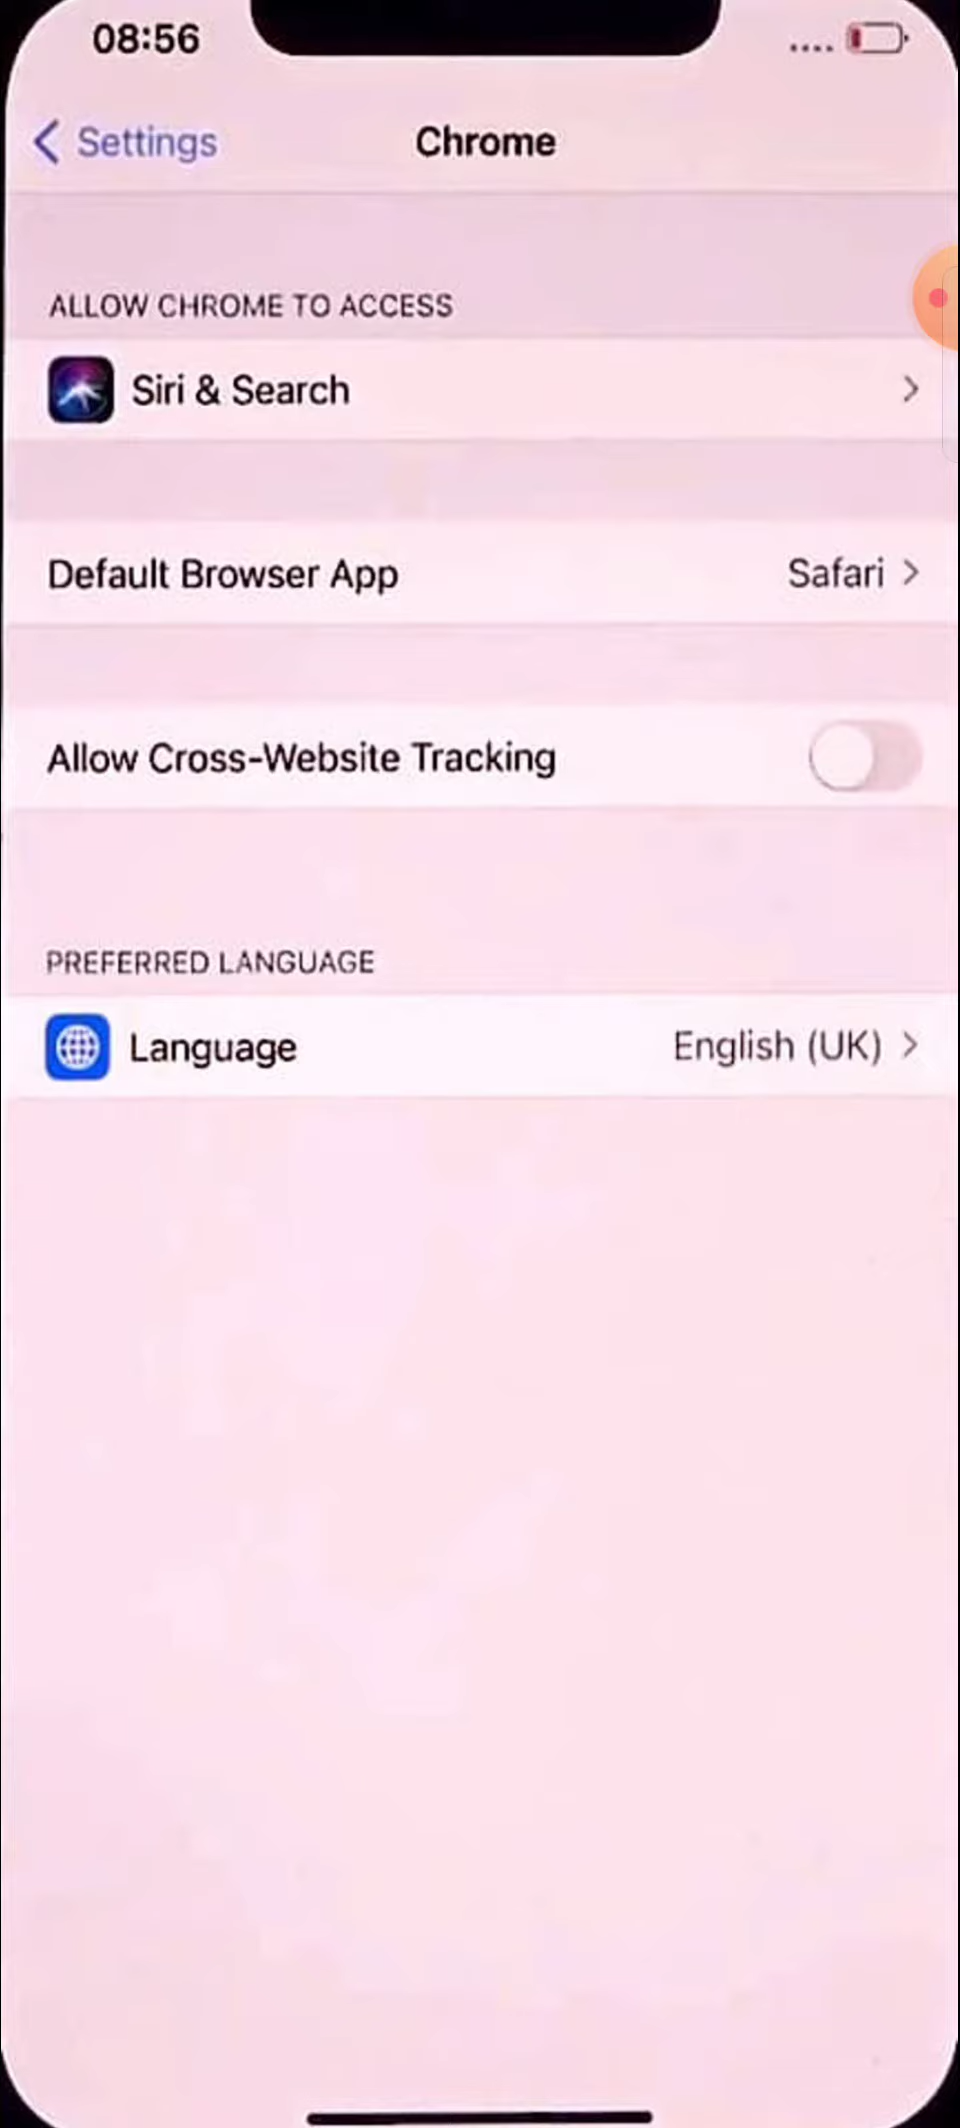 08:56
Settings
Chrome
ALLOW CHROME TO ACCESS
Siri & Search
Default Browser App
Safari
Allow Cross-Website Tracking
PREFERRED LANGUAGE
Language
English (UK)